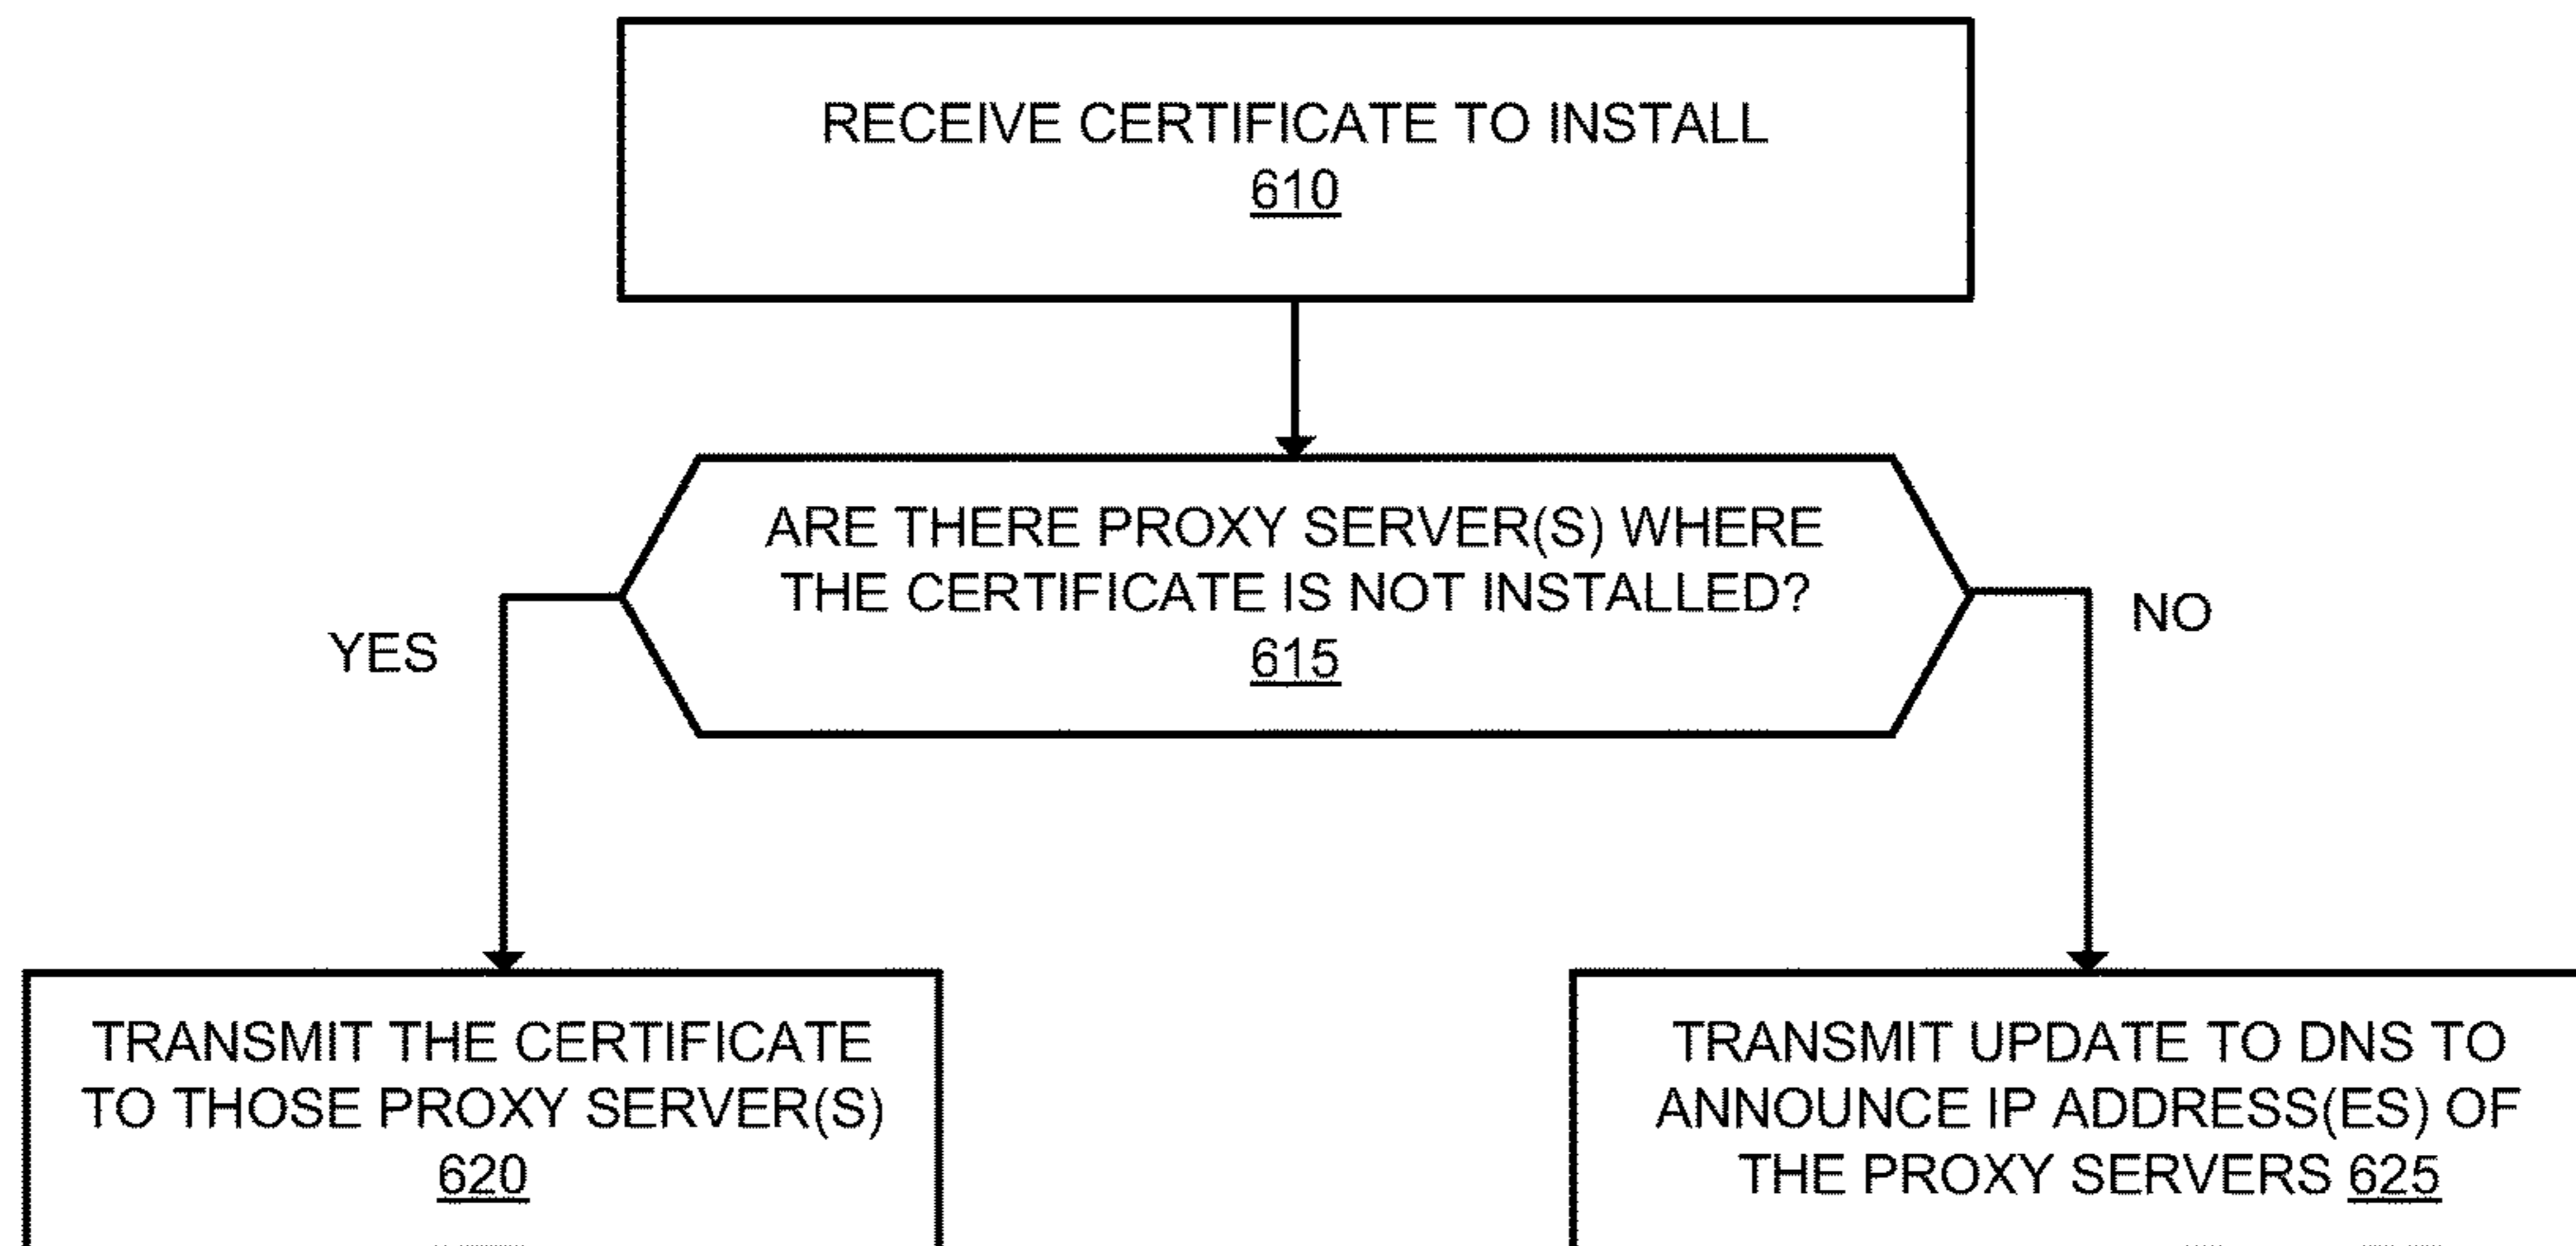 RECEIVE CERTIFICATE TO INSTALL
610
ARE THERE PROXY SERVER(S) WHERE
THE CERTIFICATE IS NOT INSTALLED?
615
YES
NO
TRANSMIT THE CERTIFICATE
TO THOSE PROXY SERVER(S)
620
TRANSMIT UPDATE TO DNS TO
ANNOUNCE IP ADDRESS(ES) OF
THE PROXY SERVERS 625